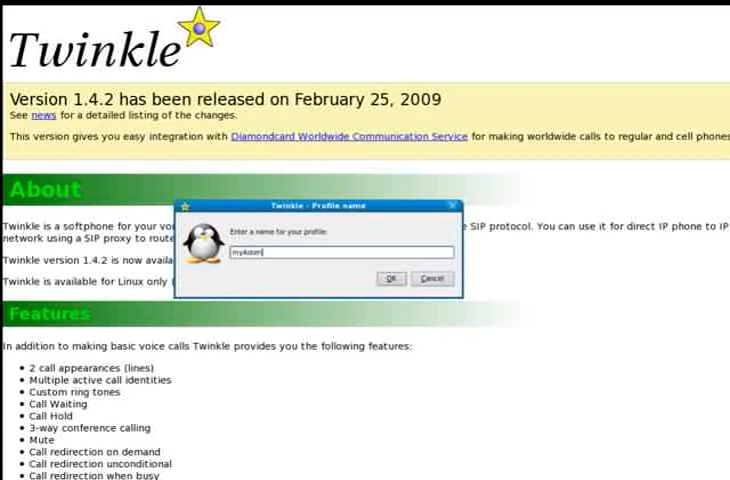 Twinkle
Version 1.4.2 has been released on February 25, 2009
See news for a detailed listing of the changes.
This version gives you easy integration with Diamondcard Worldwide Communication Service for making worldwide calls to regular and cell phones
About
Twinkle - Profile name
Twinkle is a softphone for your vo
SIP protocol. You can use it for direct IP phone to IP
network using a SIP proxy to route
Enter a name for your profile:
myAsteri
Twinkle version 1.4.2 is now availa
Twinkle is available for Linux only
OK Cancel
Features
In addition to making basic voice calls Twinkle provides you the following features:
2 call appearances (lines)
Multiple active call identities
Custom ring tones
Call Waiting
Call Hold
3-way conference calling
Mute
Call redirection on demand
Call redirection unconditional
Call redirection when busy